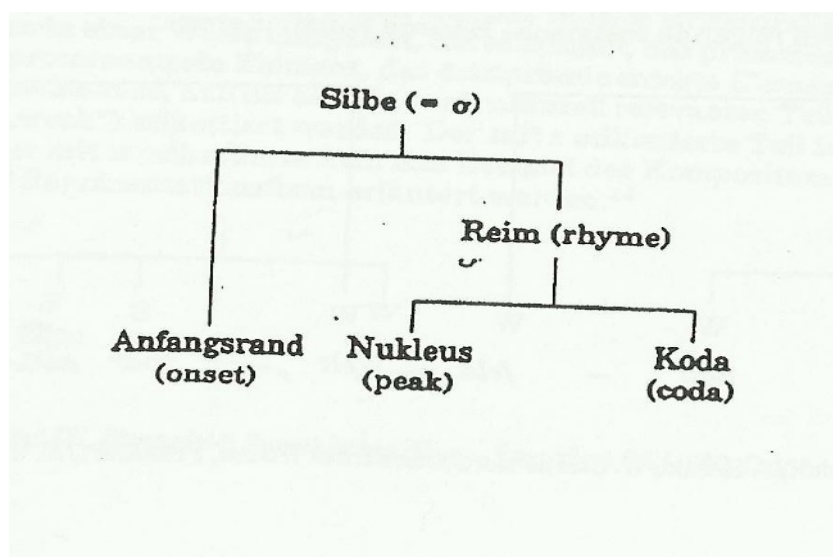 Silbe (= σ)
Reim (rhyme)
Anfangsrand
(onset)
Nukleus
(peak)
Koda
(coda)